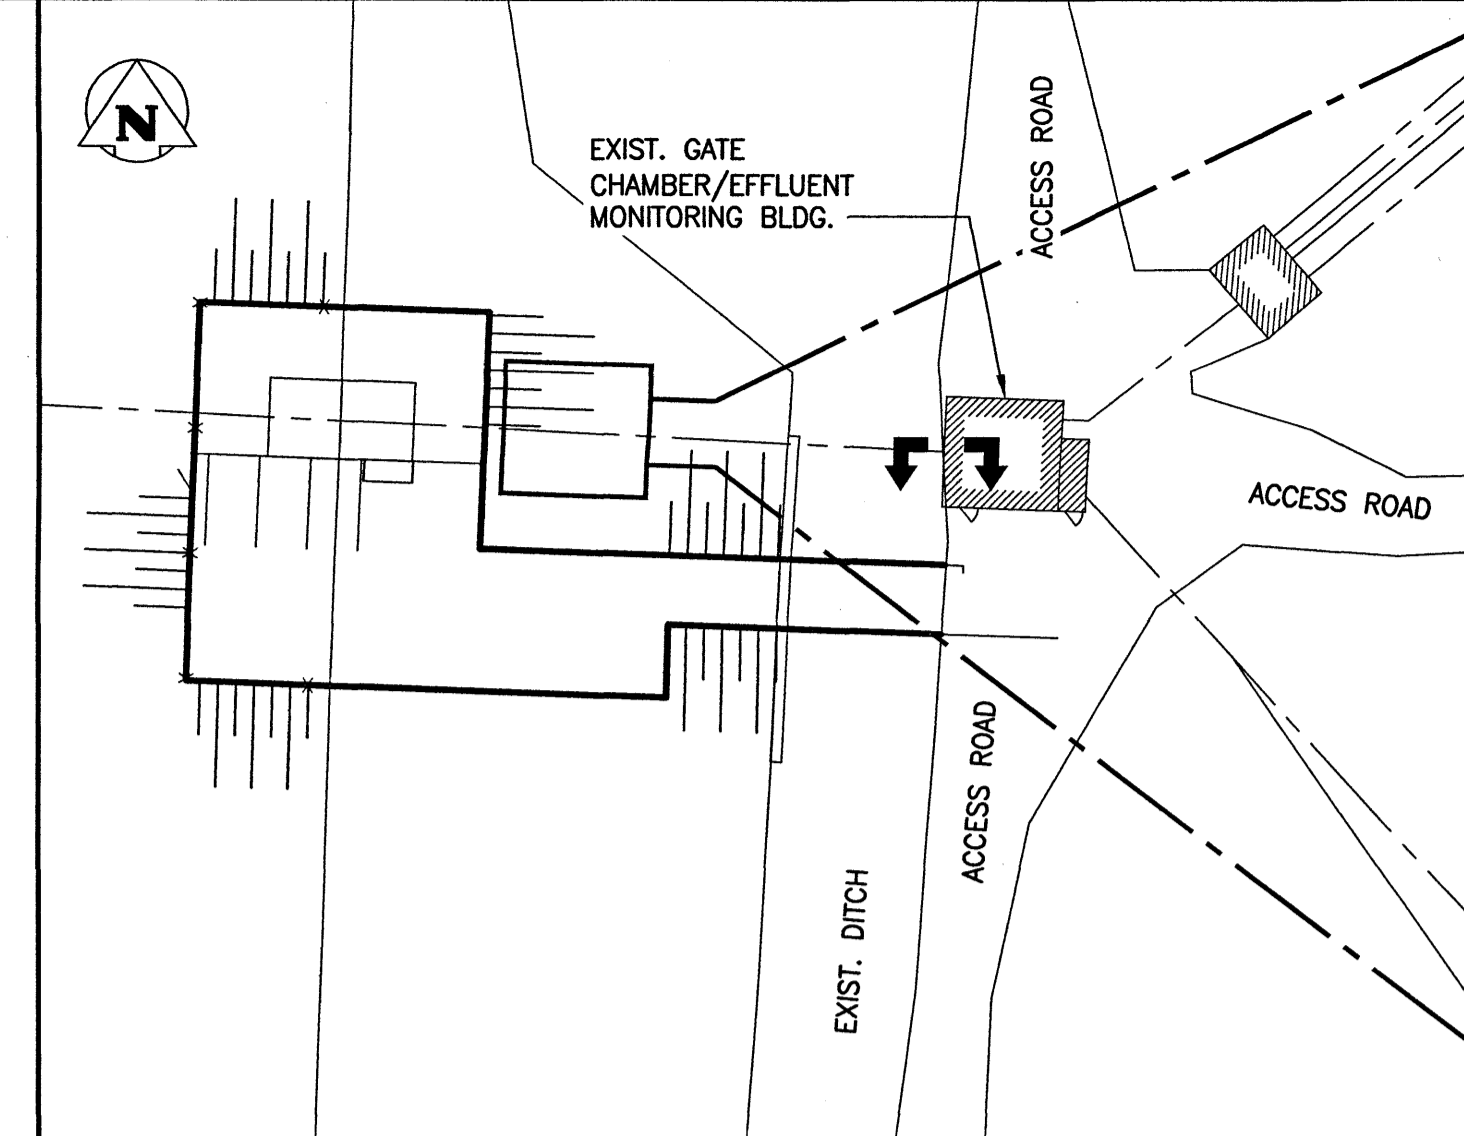 N
EXIST. GATE
CHAMBER/EFFLUENT
MONITORING BLDG.
ACCESS ROAD
ACCESS ROAD
ACCESS ROAD
EXIST. DITCH